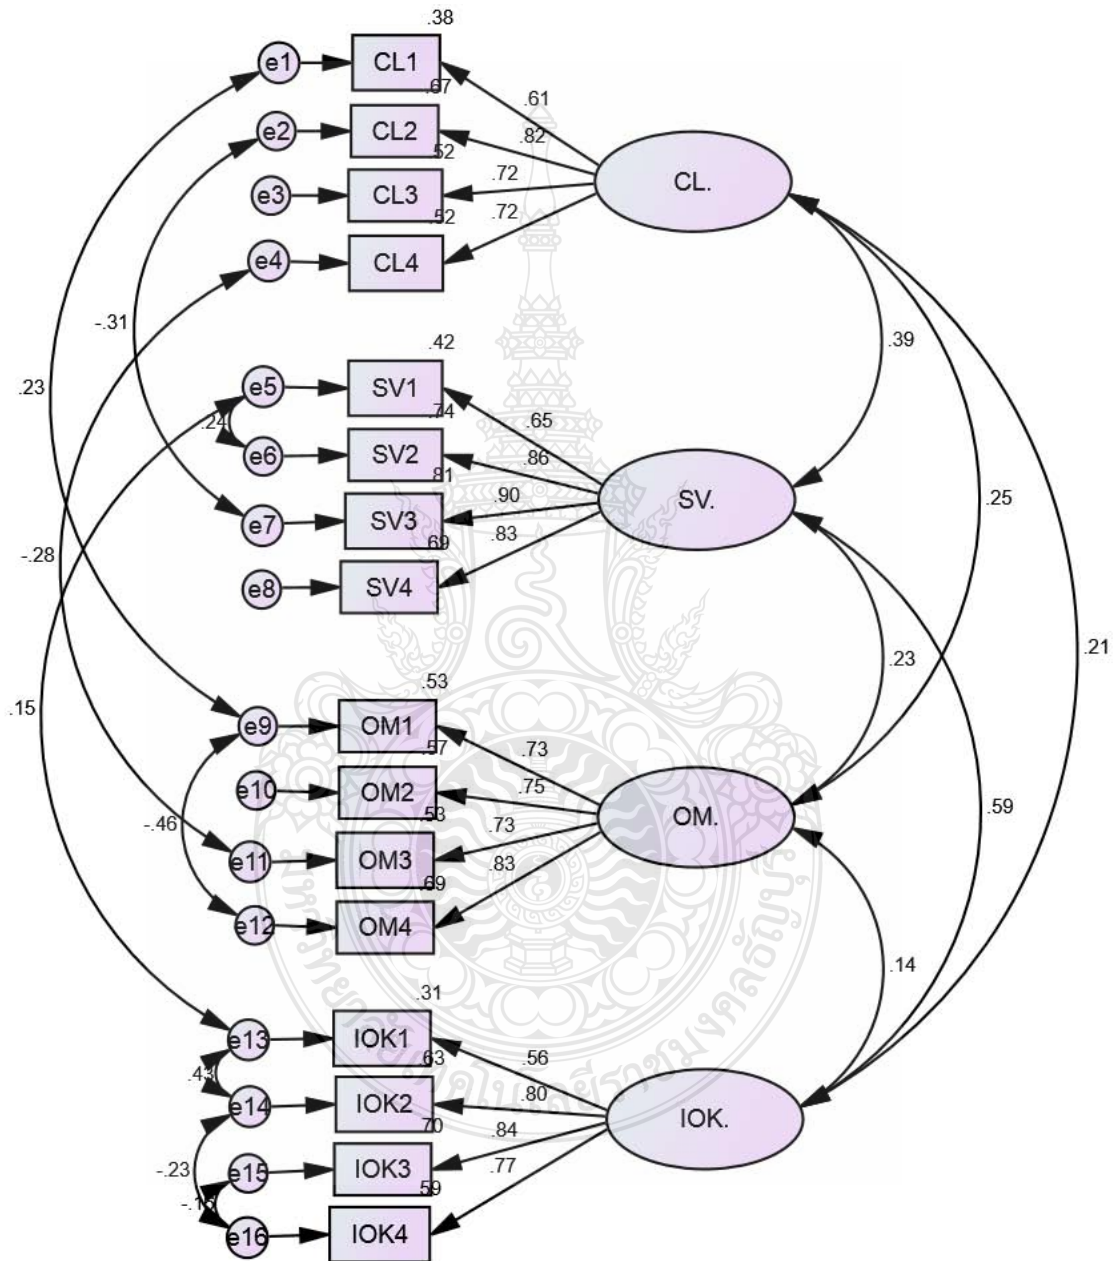 .38
e1 CL1
.67
.61
e2 CL2
.82
.52
e3 CL3
.72
CL.
.52
.72
e4 CL4
-.31
.39
.23
.42
e5 SV1
.74
.65
.24
e6 SV2
.86
.81
.90
SV.
.25
e7 SV3
.69
.83
-.28
e8 SV4
.23
.21
.15
.53
e9 OM1
.57
.73
e10 OM2
.75
.53
.73
OM.
.59
-.46
e11 OM3
.69
.83
e12 OM4
.14
.31
e13 IOK1
.63
.56
.43
e14 IOK2
.80
.70
.84
IOK.
-.23
e15 IOK3
.59
.77
e16 IOK4